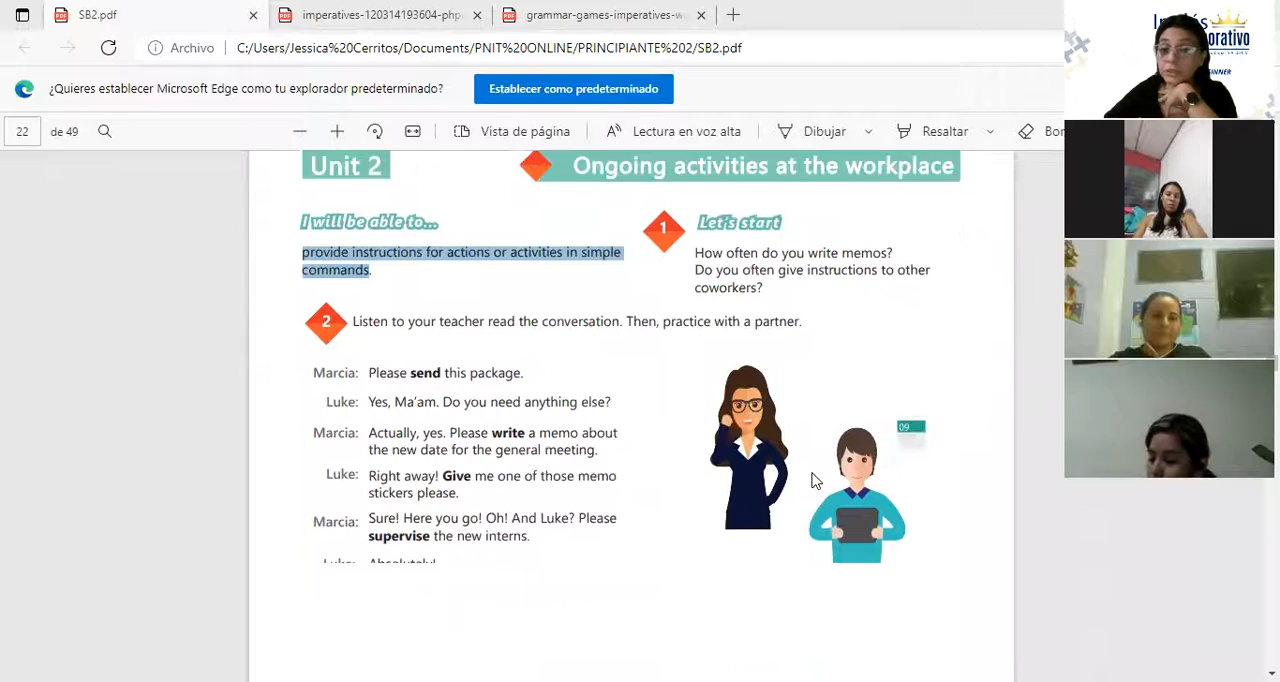 SB2.pdf
imperatives-120314193604-php
grammar-games-imperatives-w
Archivo
C:/Users/Jessica%20Cerritos/Documents/PNIT%20ONLINE/PRINCIPIANTE%202/SB2.pdf
¿Quieres establecer Microsoft Edge como tu explorador predeterminado?
Establecer como predeterminado
22
de 49
Vista de página
Lectura en voz alta
Dibujar
Resaltar
Bor
Unit 2
Ongoing activities at the workplace
I will be able to...
provide instructions for actions or activities in simple
commands.
1
Let's start
How often do you write memos?
Do you often give instructions to other
coworkers?
2
Listen to your teacher read the conversation. Then, practice with a partner.
Marcia: Please send this package.
Luke: Yes, Ma'am. Do you need anything else?
Marcia: Actually, yes. Please write a memo about
the new date for the general meeting.
Luke: Right away! Give me one of those memo
stickers please.
Marcia: Sure! Here you go! Oh! And Luke? Please
supervise the new interns.
Luke: Absolutely!
09